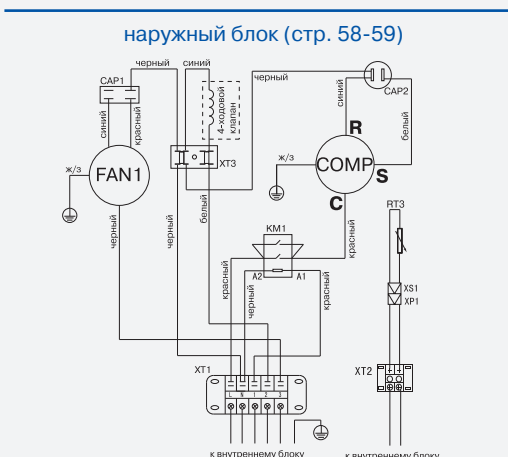 наружный блок (стр. 58-59)
черный
синий
CAP1
синий
красный
4-ходовой
клапан
черный
CAP2
синий
белый
R
ж/з
FAN1
XT3
ж/з
COMP
S
C
RT3
черный
черный
белый
KM1
красный
красный
A2
A1
черный
красный
XS1
XP1
XT1
XT2
L
N
1
2
3
к внутреннему блоку
к внутреннему блоку